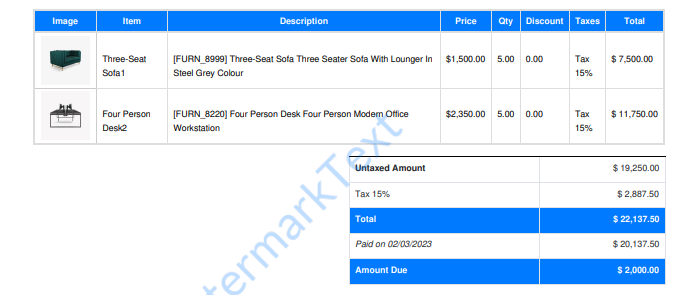 Image Item Description Price Qty Discount Taxes Total
Three-Seat Sofa1 [FURN_8999] Three-Seat Sofa Three Seater Sofa With Lounger In Steel Grey Colour $1,500.00 5.00 0.00 Tax 15% $ 7,500.00
Four Person Desk2 [FURN_8220] Four Person Desk Four Person Modern Office Workstation $2,350.00 5.00 0.00 Tax 15% $ 11,750.00
Untaxed Amount $ 19,250.00
Tax 15% $ 2,887.50
Total $ 22,137.50
Paid on 02/03/2023 $ 20,137.50
Amount Due $ 2,000.00
termarkText